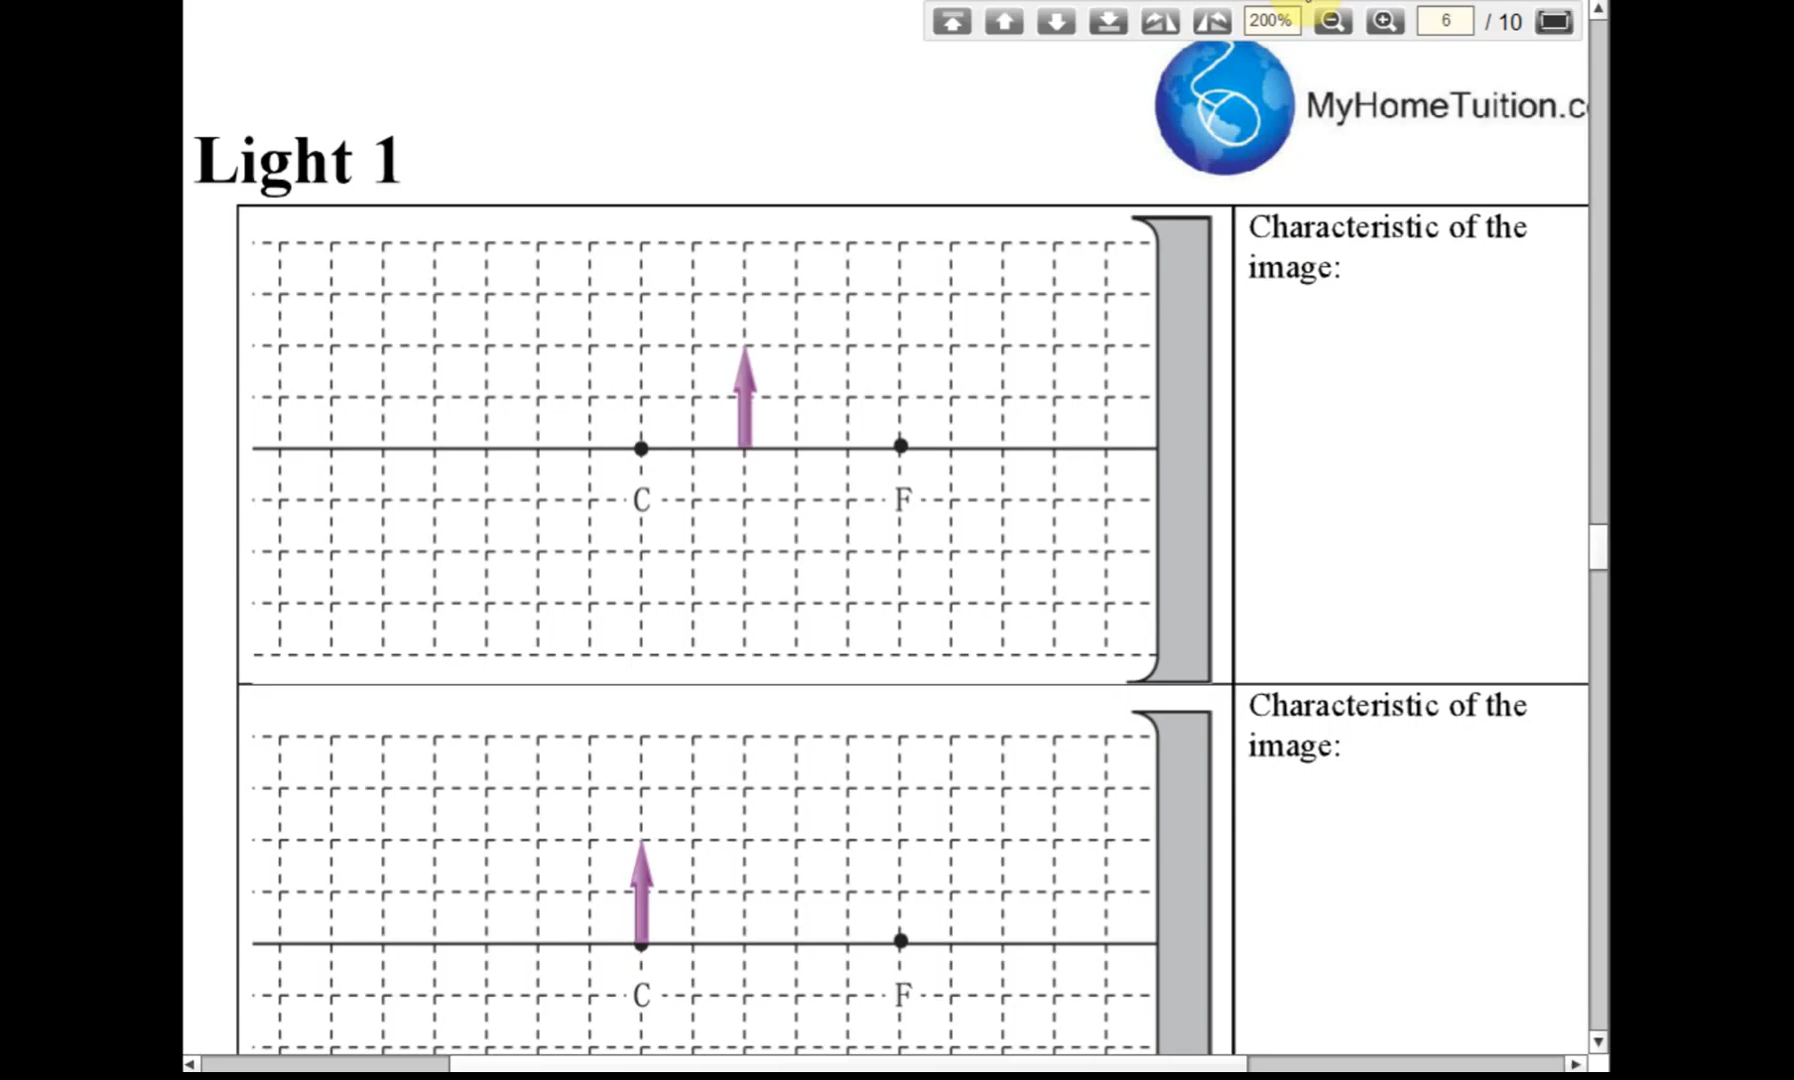 200%
6
/ 10
MyHomeTuition.c
Light 1
Characteristic of the
image:
C
F
Characteristic of the
image:
C
F